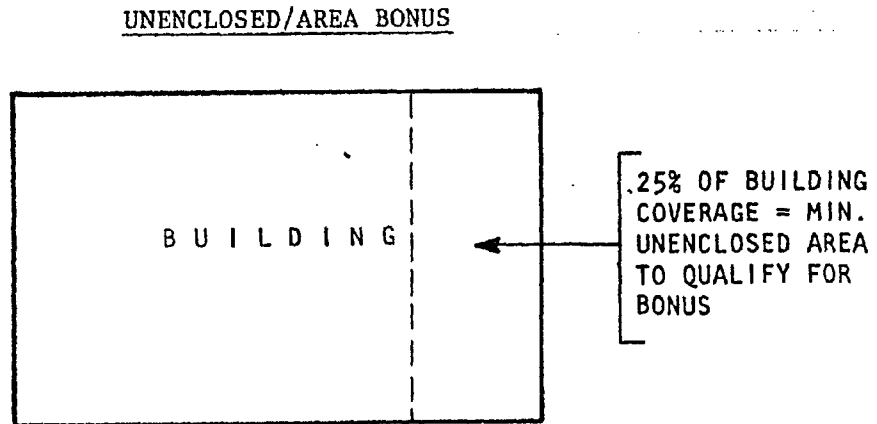 UNENCLOSED/AREA BONUS
BUILDING
25% OF BUILDING
COVERAGE = MIN.
UNENCLOSED AREA
TO QUALIFY FOR
BONUS